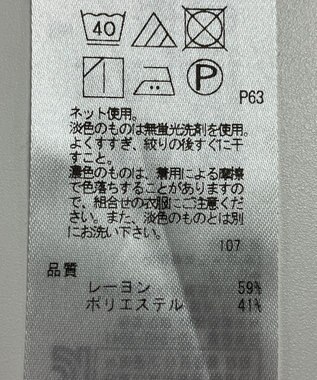 40
P
P63
ネット使用。
淡色のものは無蛍光洗剤を使用。
よくすすぎ、絞りの後すぐに干
すこと。
濃色のものは、着用による摩擦
で色落ちすることがありますの
で、組合せの衣服にご注意くだ
さい。また、淡色のものとは別
にお洗い下さい。
107
品質
レーヨン 59%
ポリエステル 41%